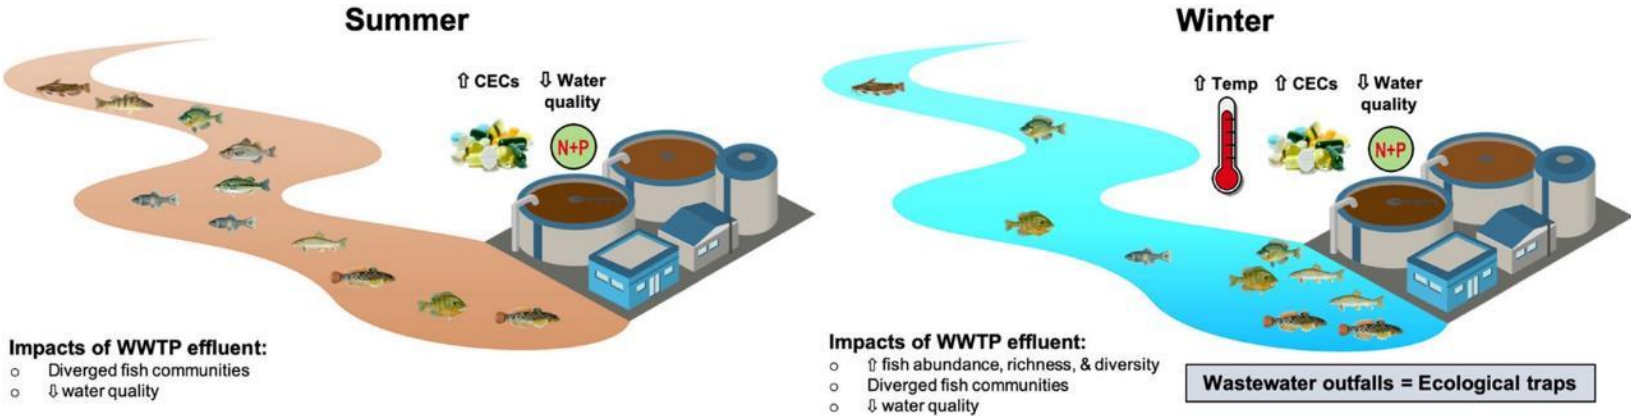 Summer
⇧ CECs
⇩ Water
quality
N+P
Impacts of WWTP effluent:
○ Diverged fish communities
○ ⇩ water quality
Winter
⇧ Temp
⇧ CECs
⇩ Water
quality
N+P
Impacts of WWTP effluent:
○ ⇧ fish abundance, richness, & diversity
○ Diverged fish communities
○ ⇩ water quality
Wastewater outfalls = Ecological traps